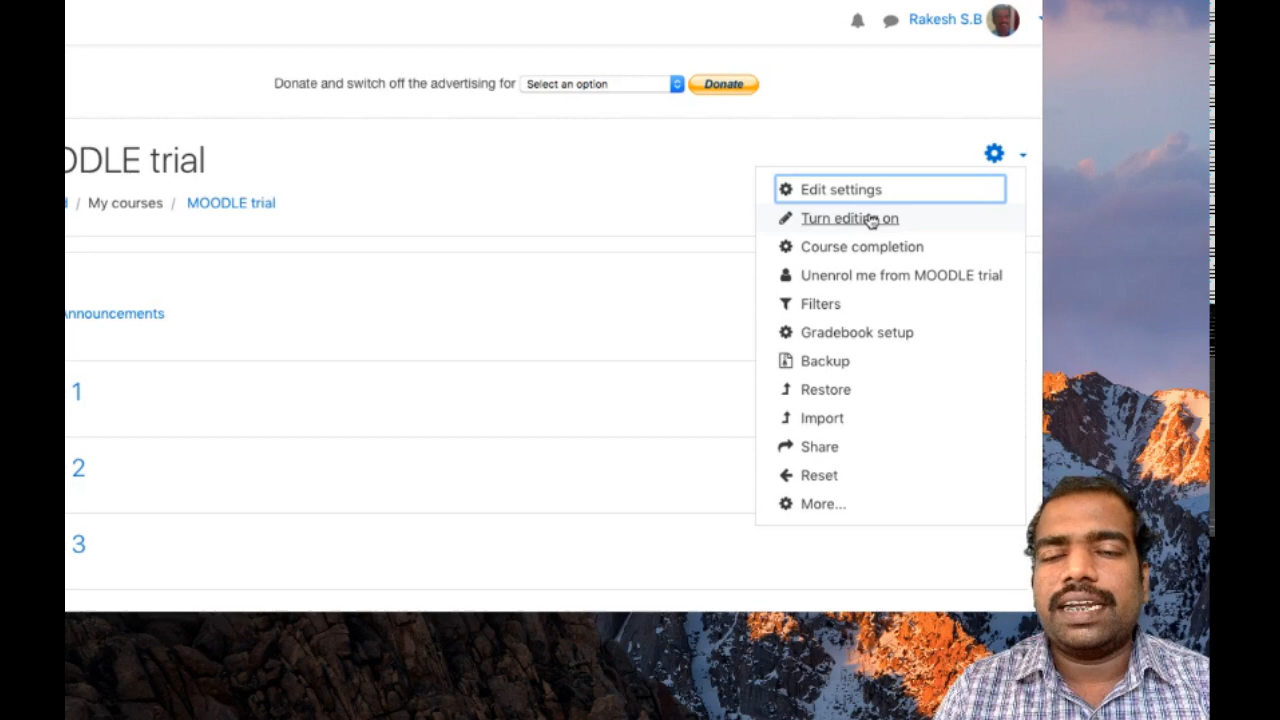 Rakesh S.B
Donate and switch off the advertising for Select an option Donate
ODLE trial
/ My courses / MOODLE trial
Edit settings
Turn editing on
Course completion
Unenrol me from MOODLE trial
Announcements
Filters
Gradebook setup
Backup
1
Restore
Import
Share
2
Reset
More...
3